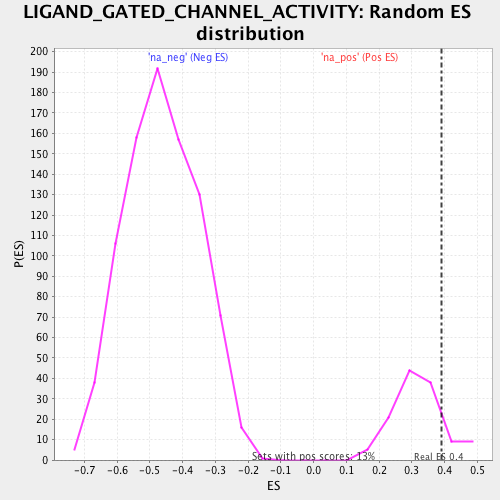 LIGAND_GATED_CHANNEL_ACTIVITY: Random ES
distribution
'na_neg' (Neg ES)
'na_pos' (Pos ES)
200
190
180
170
160
150
140
130
120
110
100
90
80
70
60
50
40
30
20
10
0
P(ES)
Sets with pos scores: 13%
Real ES 0.4
-0.7 -0.6 -0.5 -0.4 -0.3 -0.2 -0.1 0.0 0.1 0.2 0.3 0.4 0.5
ES